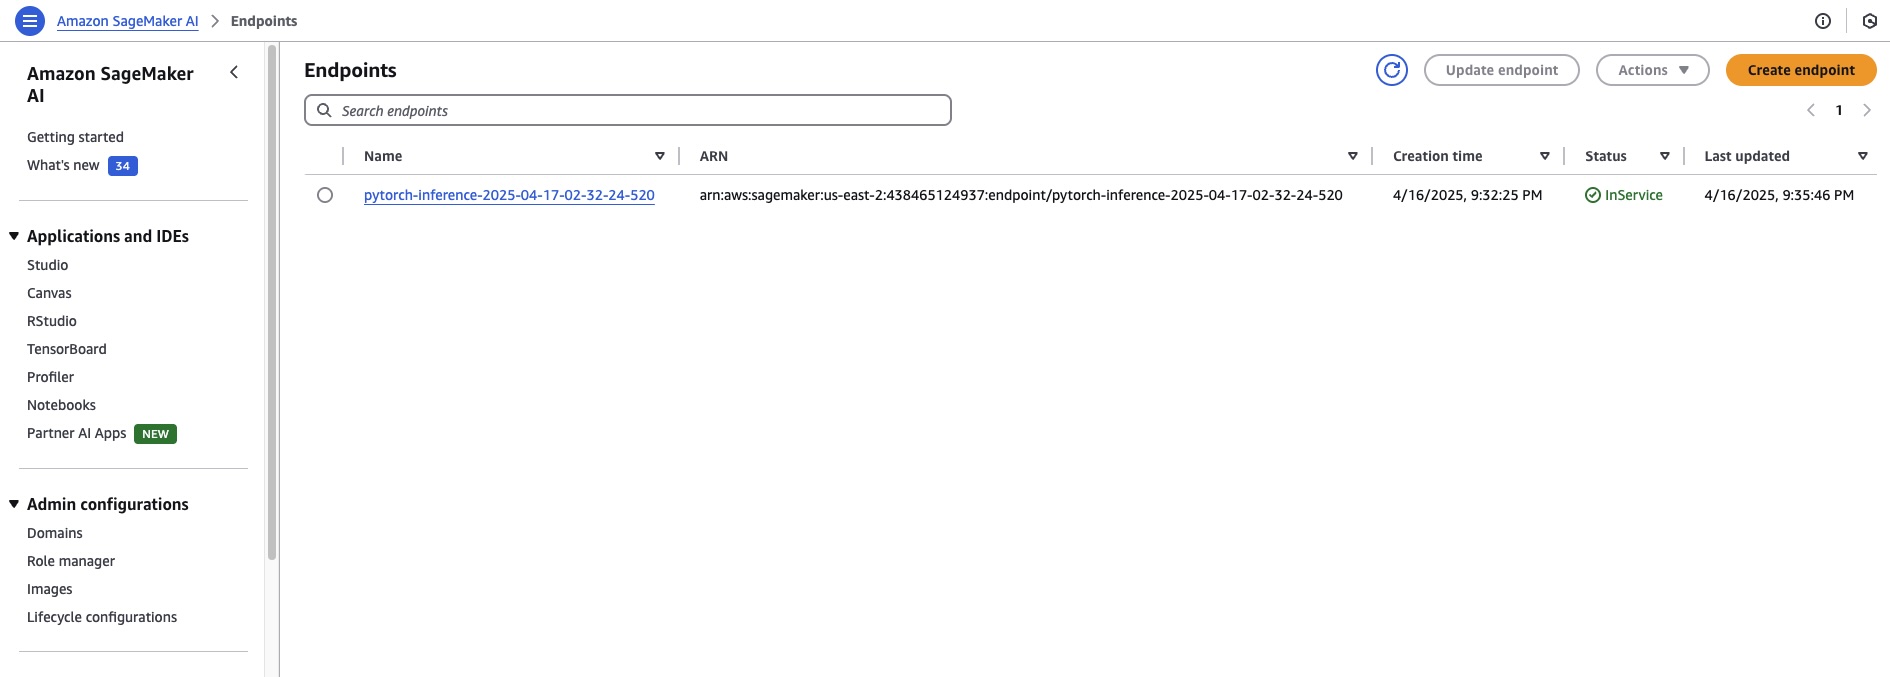 Amazon SageMaker AI > Endpoints
Amazon SageMaker
AI
Getting started
What's new 34
Applications and IDEs
Studio
Canvas
RStudio
TensorBoard
Profiler
Notebooks
Partner AI Apps NEW
Admin configurations
Domains
Role manager
Images
Lifecycle configurations
Endpoints
Update endpoint
Actions
Create endpoint
Search endpoints
1
Name ARN Creation time Status Last updated
pytorch-inference-2025-04-17-02-32-24-520 arn:aws:sagemaker:us-east-2:438465124937:endpoint/pytorch-inference-2025-04-17-02-32-24-520 4/16/2025, 9:32:25 PM InService 4/16/2025, 9:35:46 PM